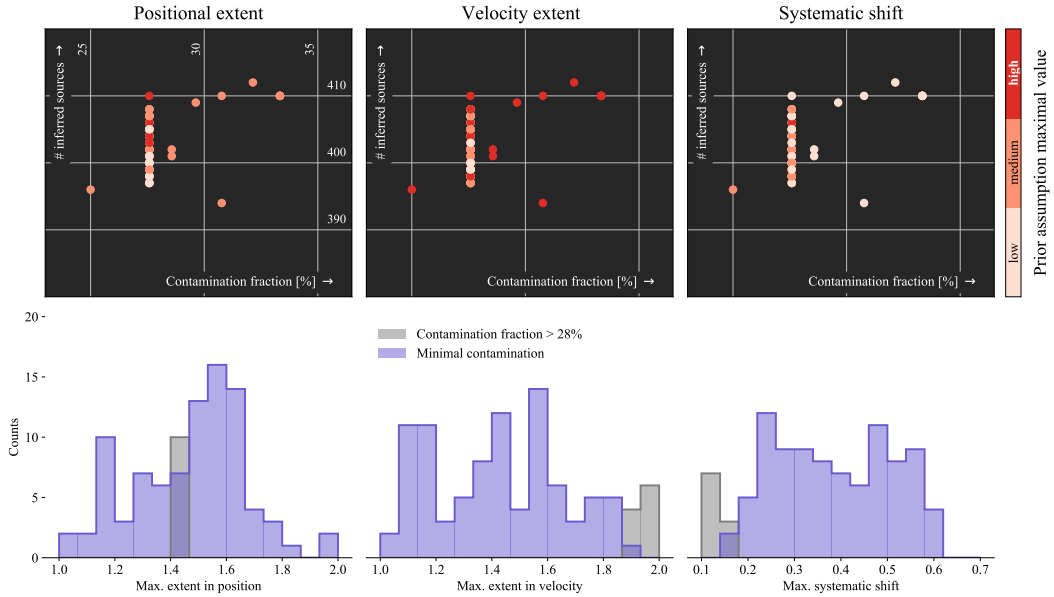 Positional extent
Velocity extent
Systematic shift
# inferred sources →
25
30
35
410
400
390
Contamination fraction [%] →
# inferred sources →
Contamination fraction [%] →
# inferred sources →
Contamination fraction [%] →
high
medium
low
Prior assumption maximal value
Contamination fraction > 28%
Minimal contamination
Counts
20
15
10
5
0
1.0 1.2 1.4 1.6 1.8 2.0
Max. extent in position
1.0 1.2 1.4 1.6 1.8 2.0
Max. extent in velocity
0.1 0.2 0.3 0.4 0.5 0.6 0.7
Max. systematic shift